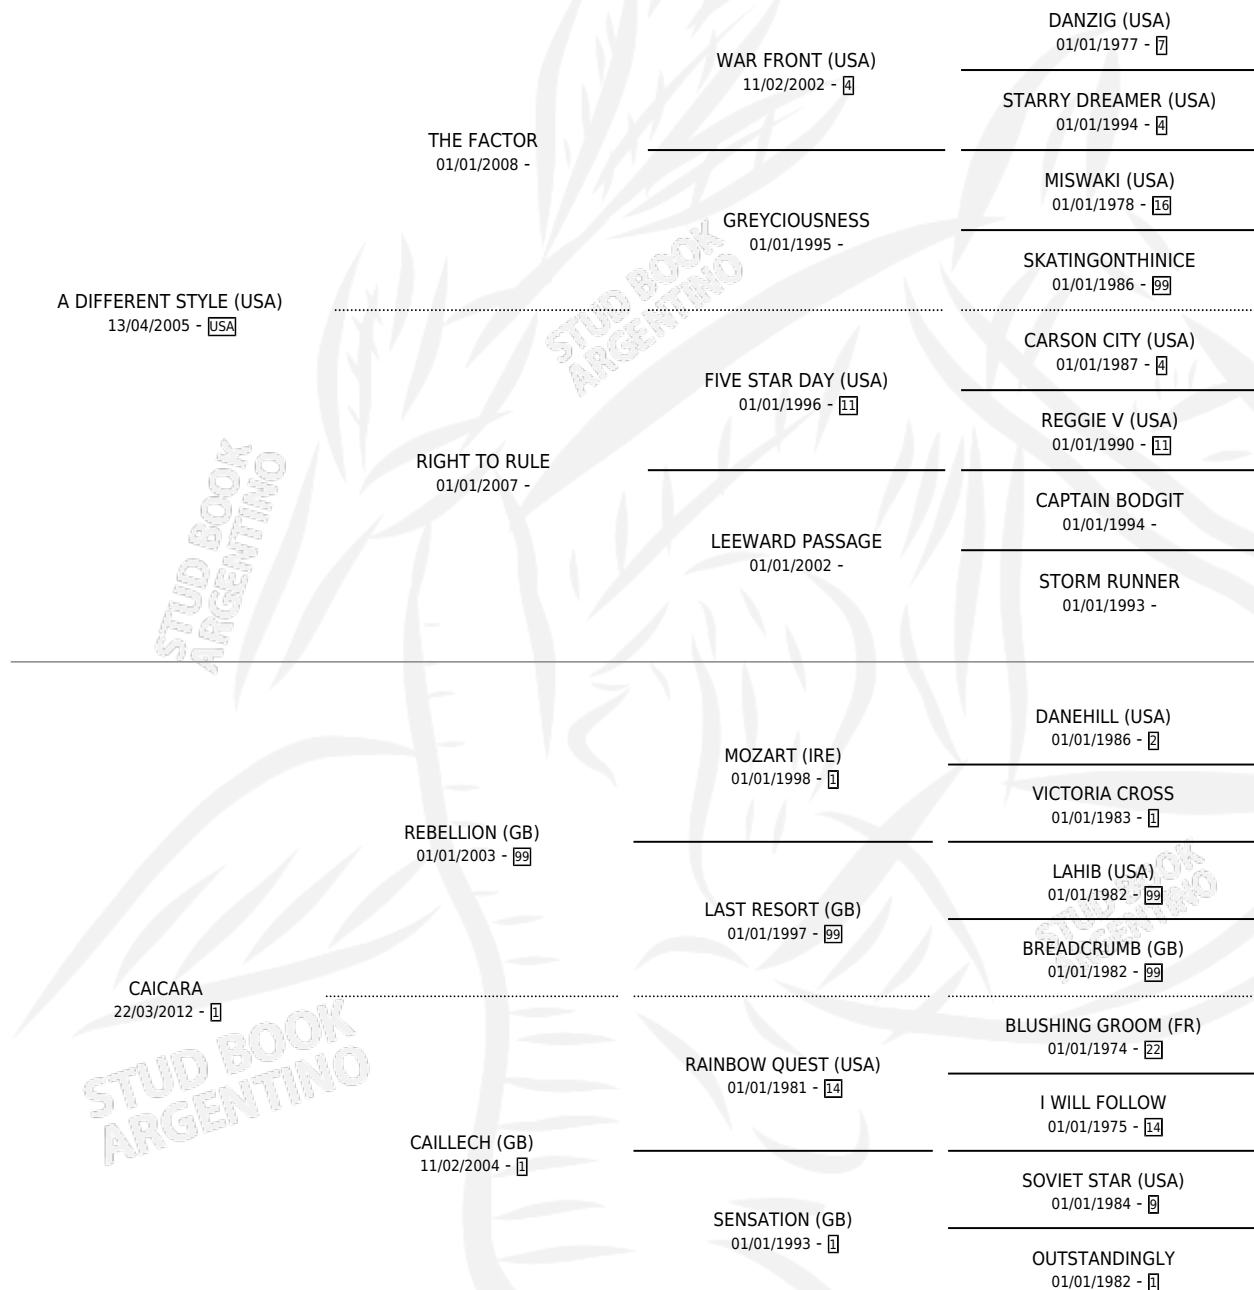 DANZIG (USA)
01/01/1977 - 7
WAR FRONT (USA)
11/02/2002 - 4
STARRY DREAMER (USA)
01/01/1994 - 4
THE FACTOR
01/01/2008 -
MISWAKI (USA)
01/01/1978 - 16
GREYCIOUSNESS
01/01/1995 -
SKATINGONTHINICE
01/01/1986 - 99
A DIFFERENT STYLE (USA)
13/04/2005 - USA
CARSON CITY (USA)
01/01/1987 - 4
FIVE STAR DAY (USA)
01/01/1996 - 11
REGGIE V (USA)
01/01/1990 - 11
RIGHT TO RULE
01/01/2007 -
CAPTAIN BODGIT
01/01/1994 -
LEEWARD PASSAGE
01/01/2002 -
STORM RUNNER
01/01/1993 -
DANEHILL (USA)
01/01/1986 - 2
MOZART (IRE)
01/01/1998 - 1
VICTORIA CROSS
01/01/1983 - 1
REBELLION (GB)
01/01/2003 - 99
LAHIB (USA)
01/01/1982 - 99
LAST RESORT (GB)
01/01/1997 - 99
BREADCRUMB (GB)
01/01/1982 - 99
CAICARA
22/03/2012 - 1
BLUSHING GROOM (FR)
01/01/1974 - 22
RAINBOW QUEST (USA)
01/01/1981 - 14
I WILL FOLLOW
01/01/1975 - 14
CAILLECH (GB)
11/02/2004 - 1
SOVIET STAR (USA)
01/01/1984 - 9
SENSATION (GB)
01/01/1993 - 1
OUTSTANDINGLY
01/01/1982 - 1
STUD BOOK
ARGENTINO
STUD BOOK
ARGENTINO
STUD BOOK
ARGENTINO
STUD BOOK
ARGENTINO